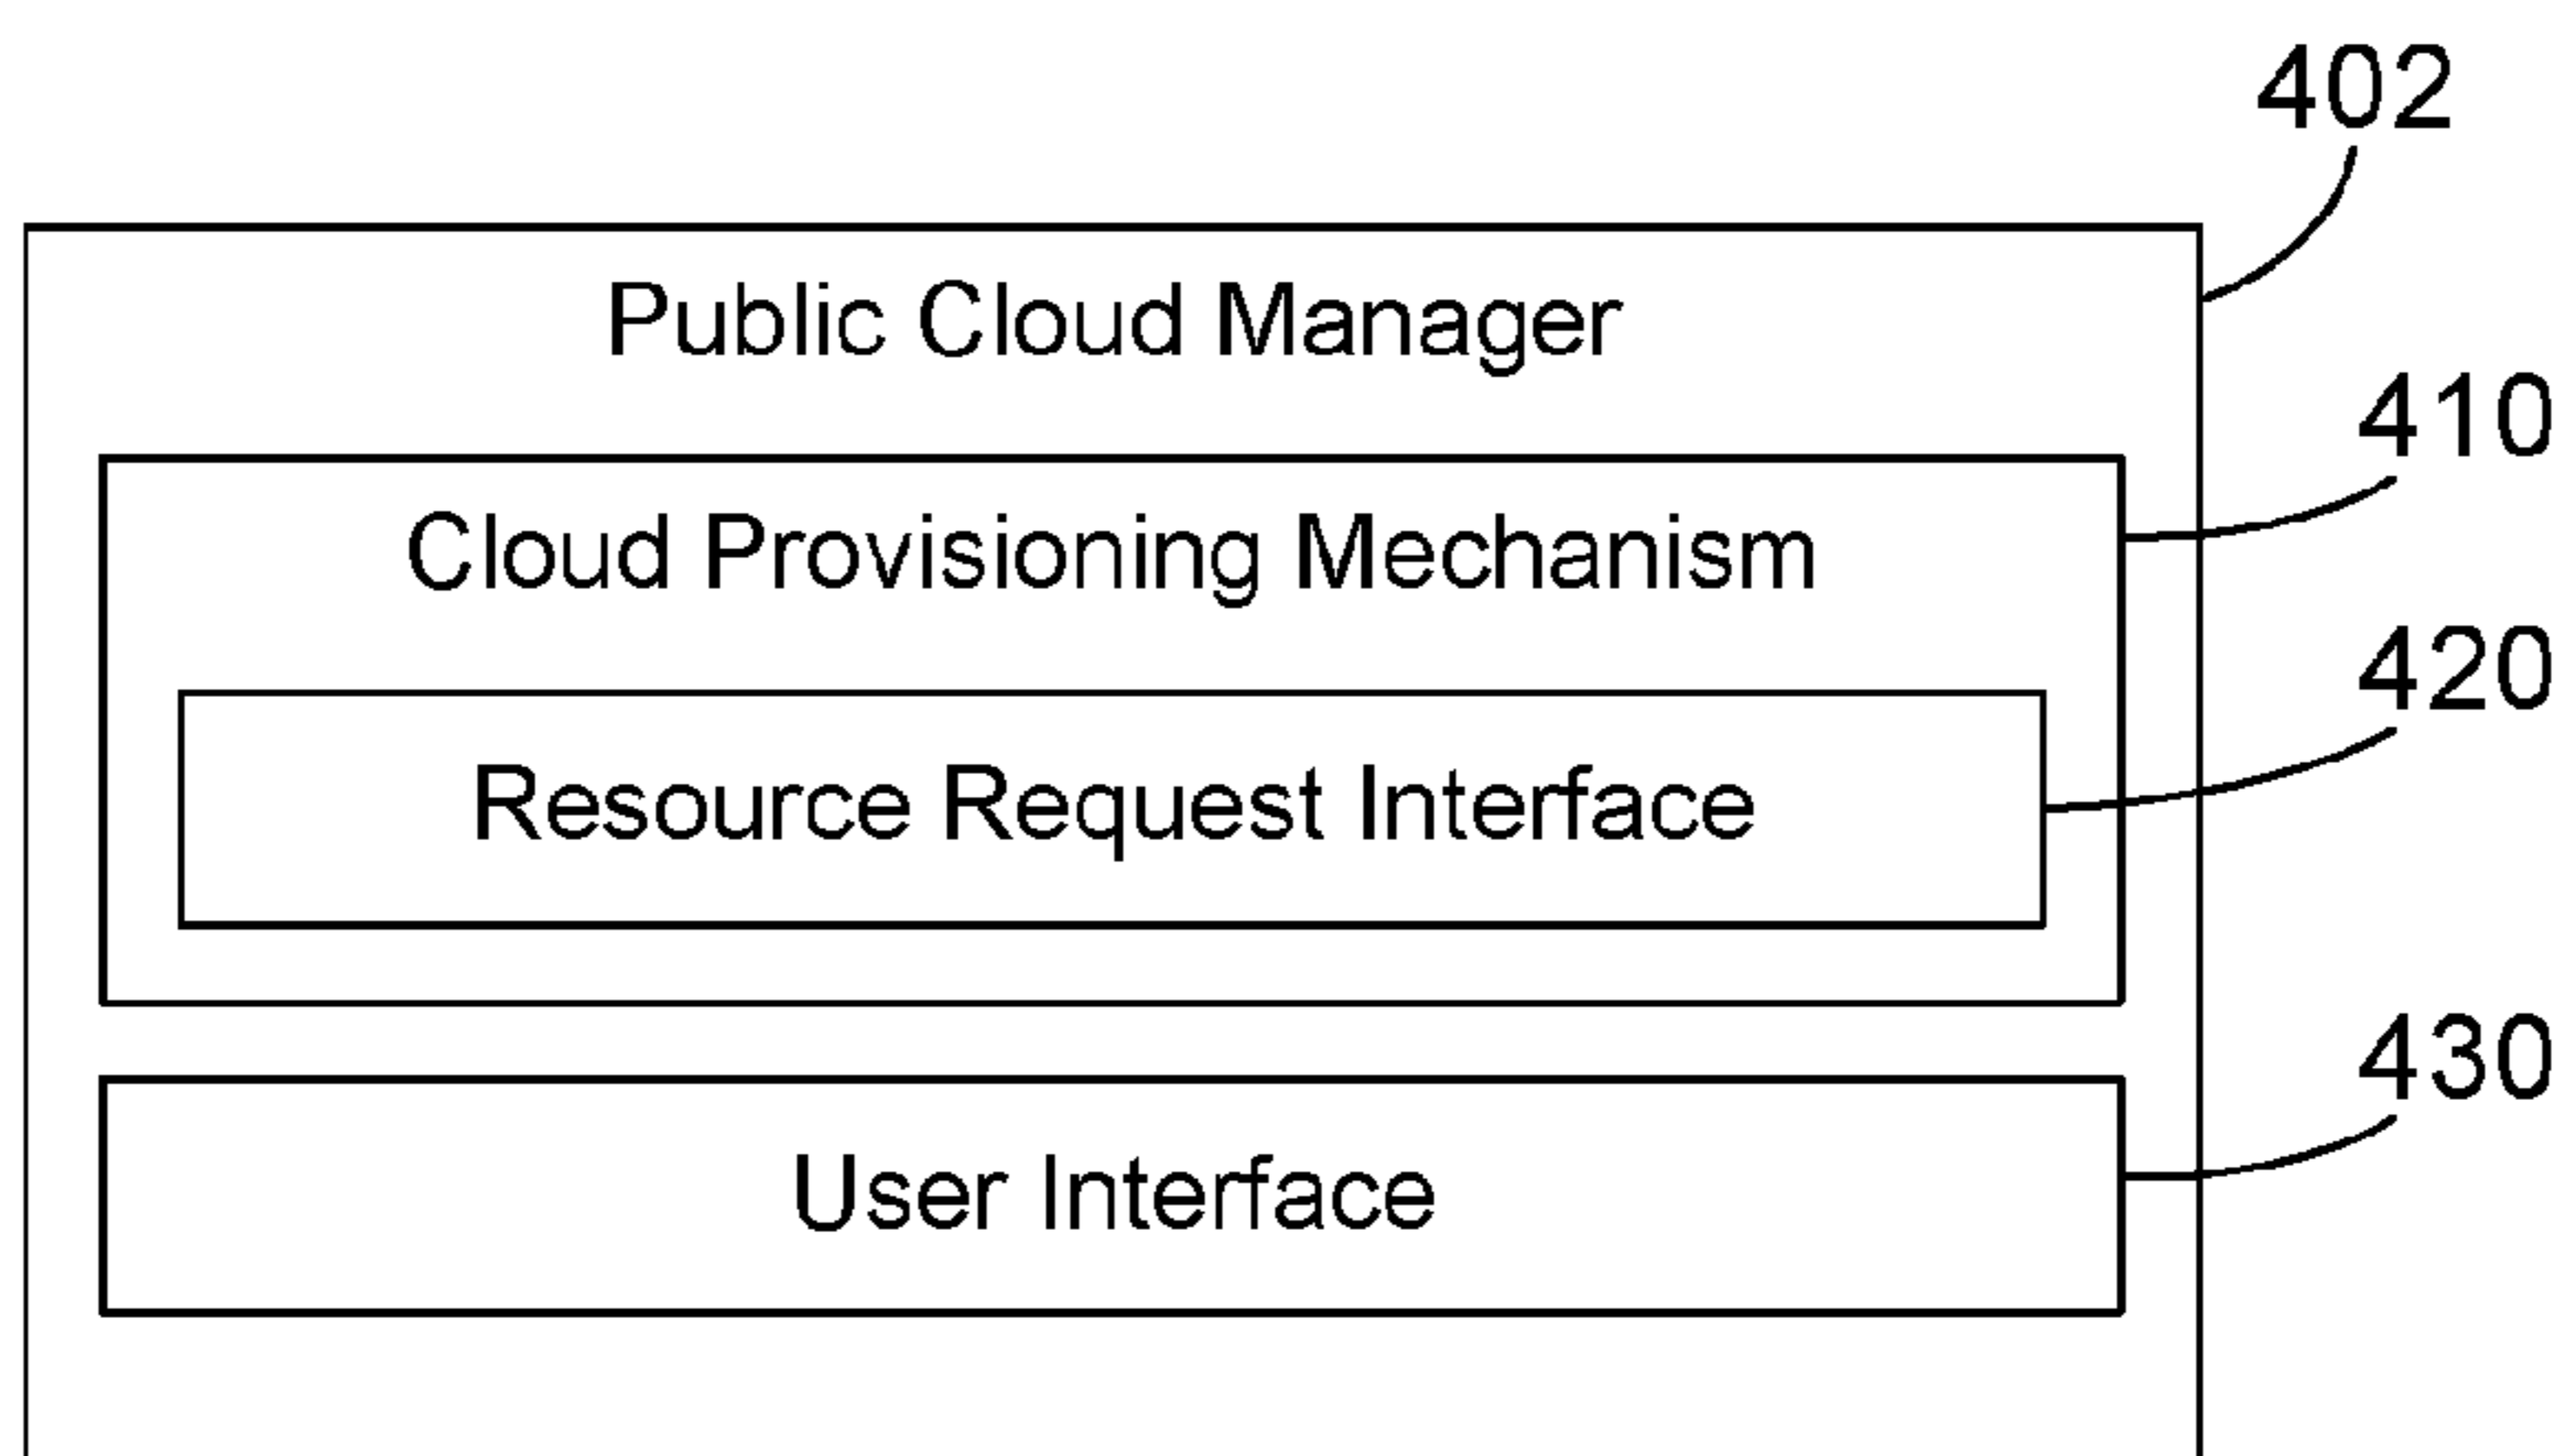 402
Public Cloud Manager
410
Cloud Provisioning Mechanism
420
Resource Request Interface
430
User Interface